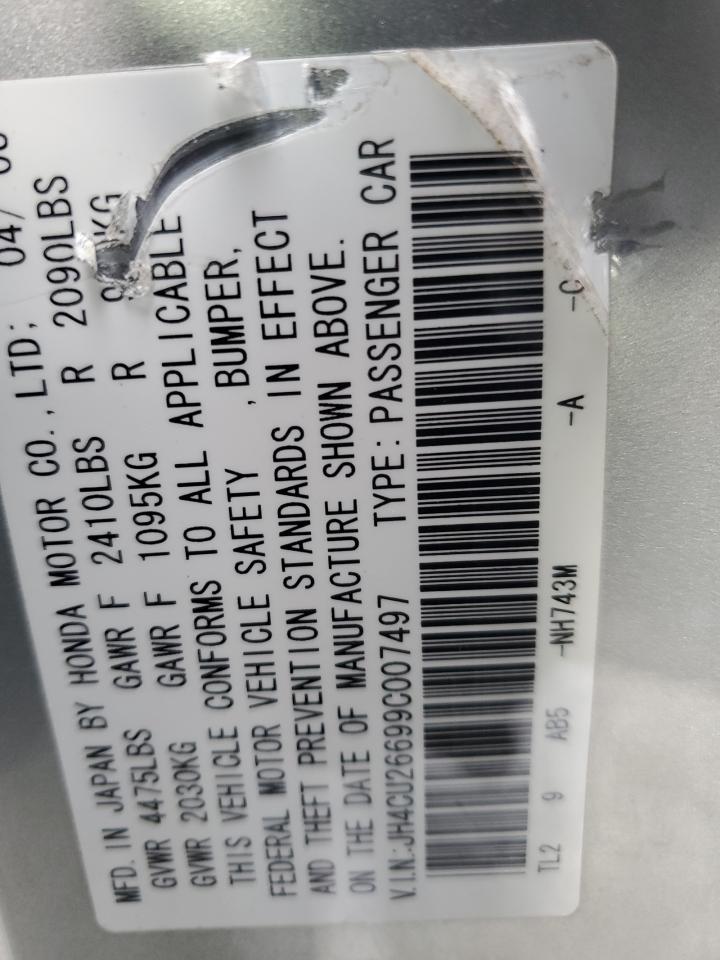 MFD. IN JAPAN BY HONDA MOTOR CO., LTD; 04/
GVWR 4475LBS GAWR F 2410LBS R 2090LBS
GVWR 2030KG GAWR F 1095KG R
THIS VEHICLE CONFORMS TO ALL APPLICABLE
FEDERAL MOTOR VEHICLE SAFETY , BUMPER,
AND THEFT PREVENTION STANDARDS IN EFFECT
ON THE DATE OF MANUFACTURE SHOWN ABOVE.
V.I.N.:JH4CU26699C007497 TYPE: PASSENGER CAR
TL2 9 AB5 -NH743M -A